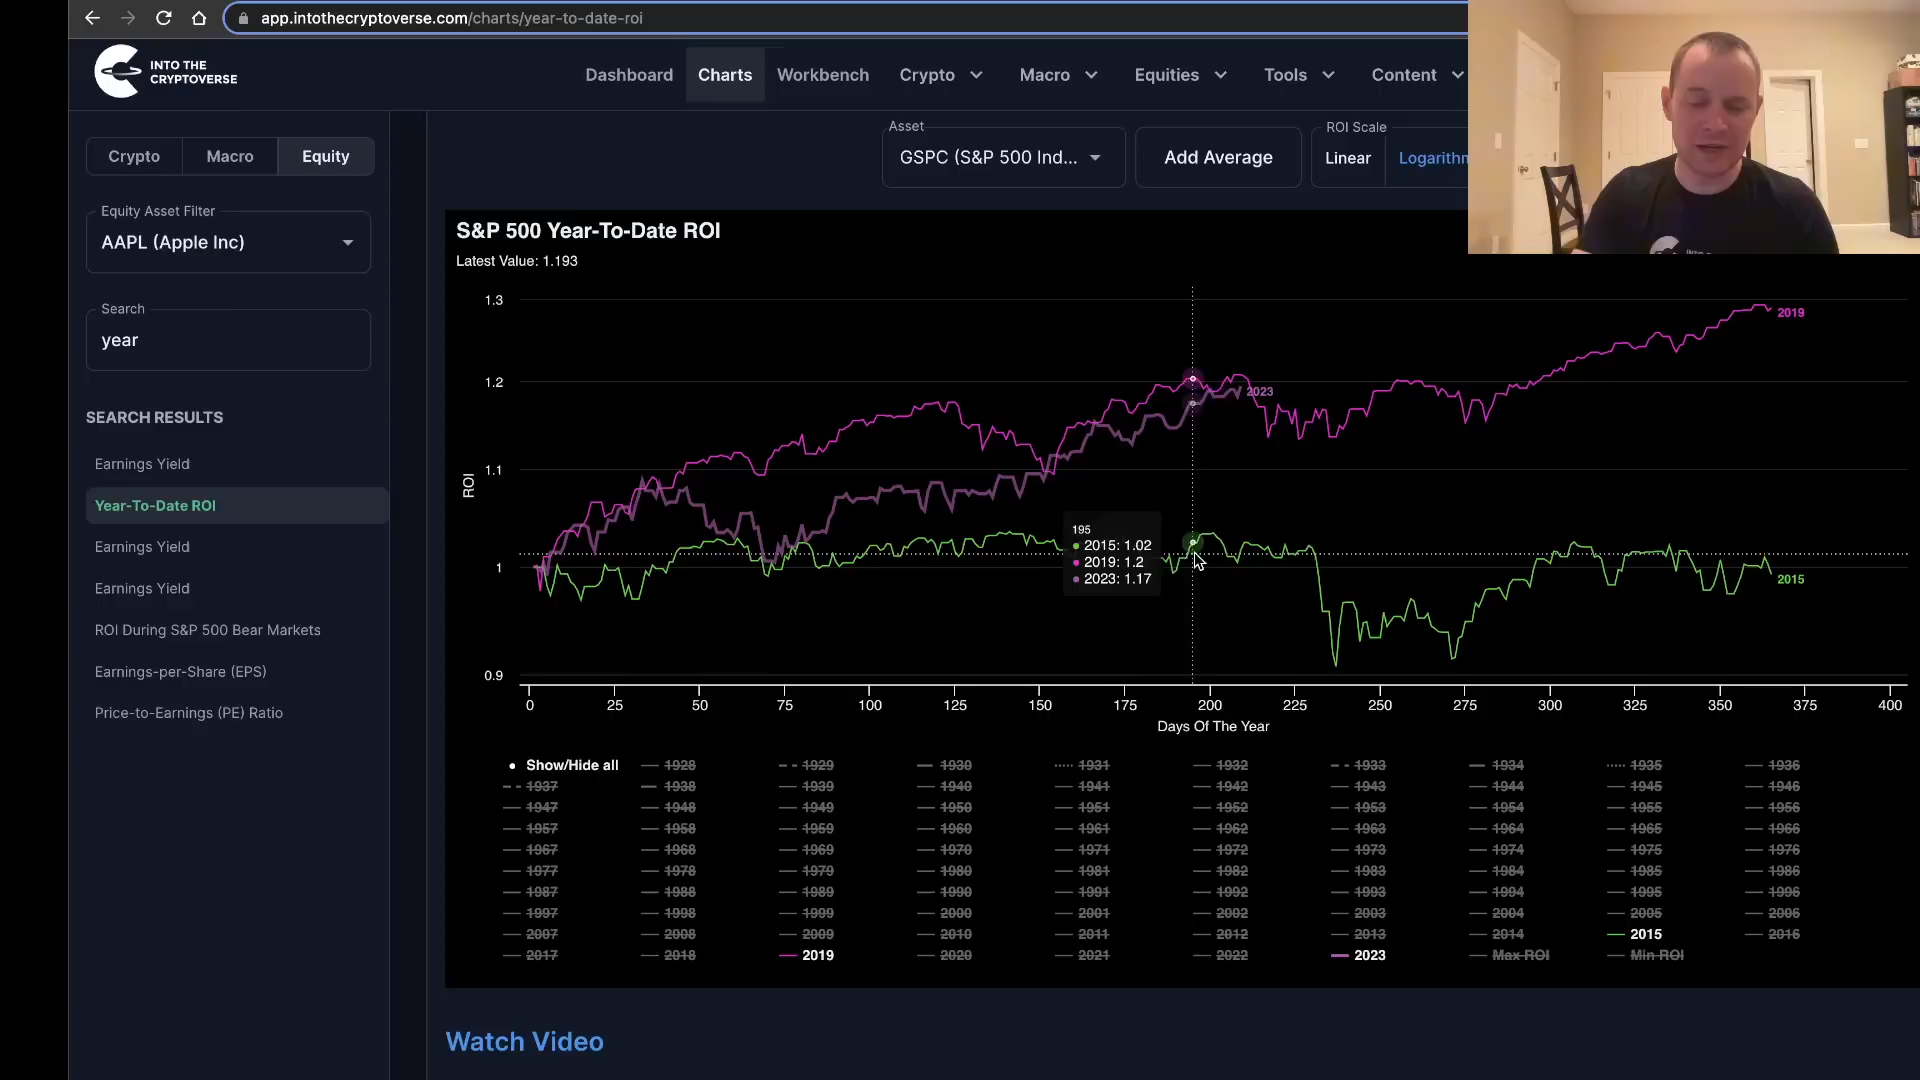 app.intothecryptoverse.com/charts/year-to-date-roi
INTO THE
CRYPTOVERSE
Dashboard Charts Workbench Crypto Macro Equities Tools Content
Crypto Macro Equity
Equity Asset Filter
AAPL (Apple Inc)
Search
year
SEARCH RESULTS
Earnings Yield
Year-To-Date ROI
Earnings Yield
Earnings Yield
ROI During S&P 500 Bear Markets
Earnings-per-Share (EPS)
Price-to-Earnings (PE) Ratio
Asset
GSPC (S&P 500 Ind...
Add Average
ROI Scale
Linear Logarithm
S&P 500 Year-To-Date ROI
Latest Value: 1.193
1.3
1.2
1.1
1
0.9
ROI
2019
2023
2015
195
2015: 1.02
2019: 1.2
2023: 1.17
0 25 50 75 100 125 150 175 200 225 250 275 300 325 350 375 400
Days Of The Year
Show/Hide all 1928 1929 1930 1931 1932 1933 1934 1935 1936
1937 1938 1939 1940 1941 1942 1943 1944 1945 1946
1947 1948 1949 1950 1951 1952 1953 1954 1955 1956
1957 1958 1959 1960 1961 1962 1963 1964 1965 1966
1967 1968 1969 1970 1971 1972 1973 1974 1975 1976
1977 1978 1979 1980 1981 1982 1983 1984 1985 1986
1987 1988 1989 1990 1991 1992 1993 1994 1995 1996
1997 1998 1999 2000 2001 2002 2003 2004 2005 2006
2007 2008 2009 2010 2011 2012 2013 2014 2015 2016
2017 2018 2019 2020 2021 2022 2023 Max ROI Min ROI
Watch Video